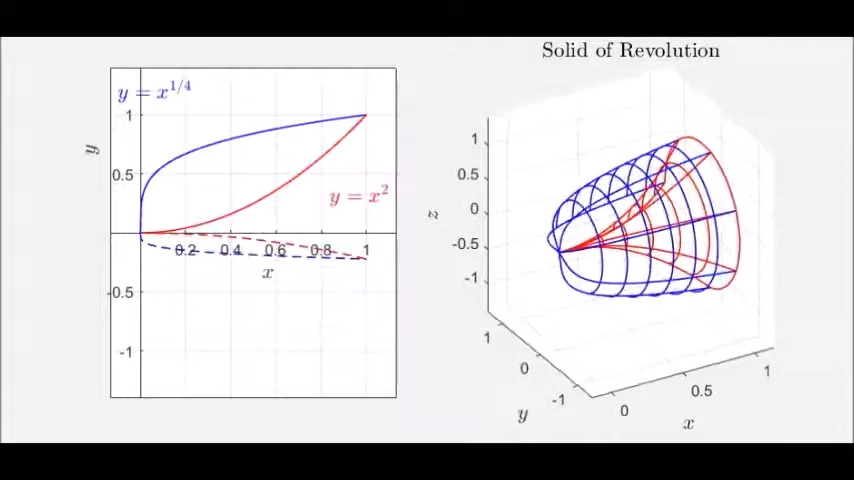 Solid of Revolution
y = x^{1/4}
1
y
0.5
y = x^2
0.2 0.4 0.6 0.8 1
x
-0.5
-1
1
0.5
z
0
-0.5
-1
1
0
-1
y
0
0.5
1
x